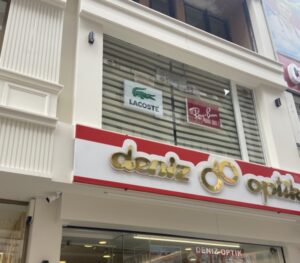 LACOSTE
Ray-Ban
deniz optik
DENİZ OPTİK